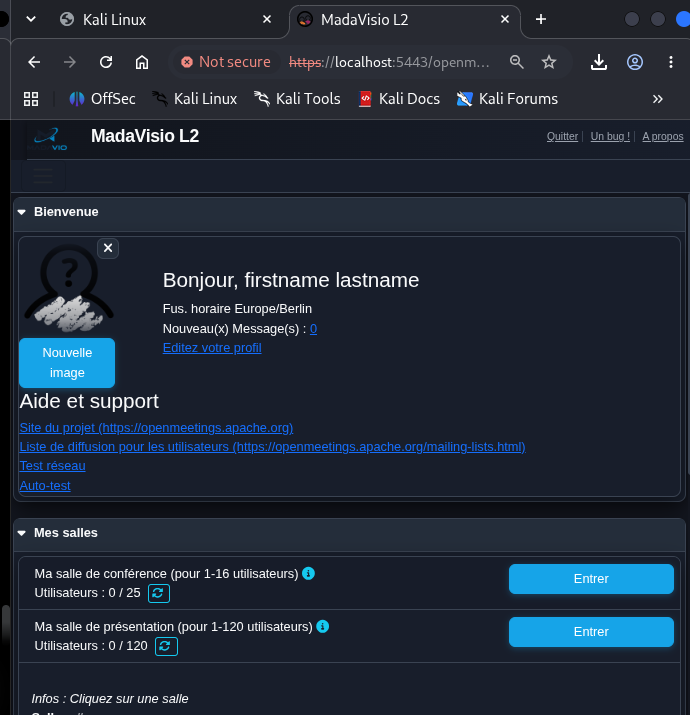 Kali Linux
MadaVisio L2
Not secure https://localhost:5443/openm...
OffSec Kali Linux Kali Tools Kali Docs Kali Forums
MadaVisio L2
Quitter | Un bug ! | A propos
Bienvenue
Bonjour, firstname lastname
Fus. horaire Europe/Berlin
Nouveau(x) Message(s) : 0
Editez votre profil
Nouvelle
image
Aide et support
Site du projet (https://openmeetings.apache.org)
Liste de diffusion pour les utilisateurs (https://openmeetings.apache.org/mailing-lists.html)
Test réseau
Auto-test
Mes salles
Ma salle de conférence (pour 1-16 utilisateurs)
Utilisateurs : 0 / 25
Entrer
Ma salle de présentation (pour 1-120 utilisateurs)
Utilisateurs : 0 / 120
Entrer
Infos : Cliquez sur une salle